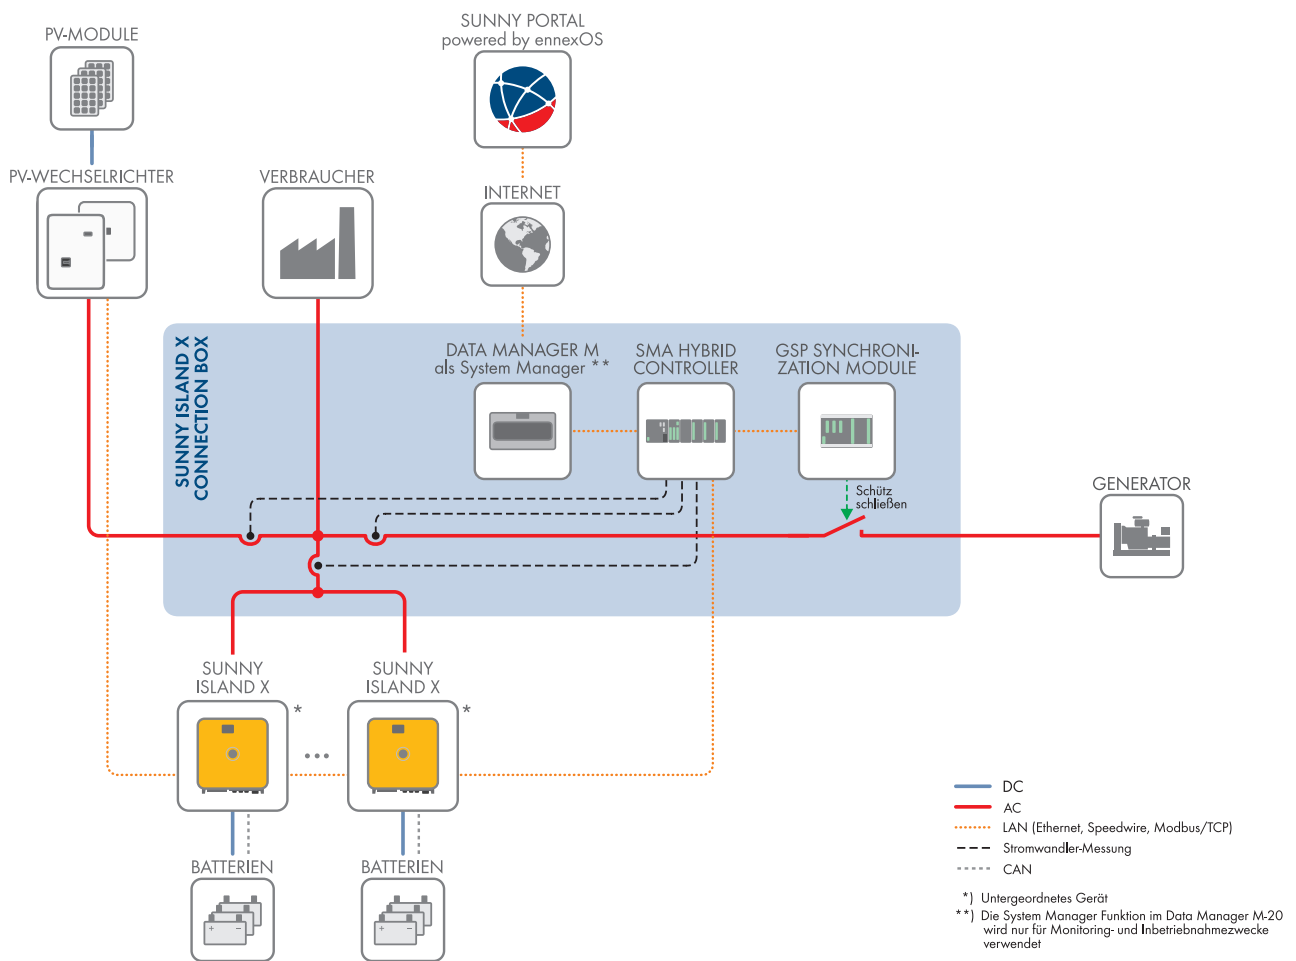 SUNNY PORTAL
powered by ennexOS
PV-MODULE
PV-WECHSELRICHTER
VERBRAUCHER
INTERNET
SUNNY ISLAND X
CONNECTION BOX
DATA MANAGER M
als System Manager **
SMA HYBRID
CONTROLLER
GSP SYNCHRONI-
ZATION MODULE
Schütz
schließen
GENERATOR
SUNNY
ISLAND X
*
SUNNY
ISLAND X
*
BATTERIEN
BATTERIEN
DC
AC
LAN (Ethernet, Speedwire, Modbus/TCP)
Stromwandler-Messung
CAN
*) Untergeordnetes Gerät
**) Die System Manager Funktion im Data Manager M-20
wird nur für Monitoring- und Inbetriebnahmezwecke
verwendet